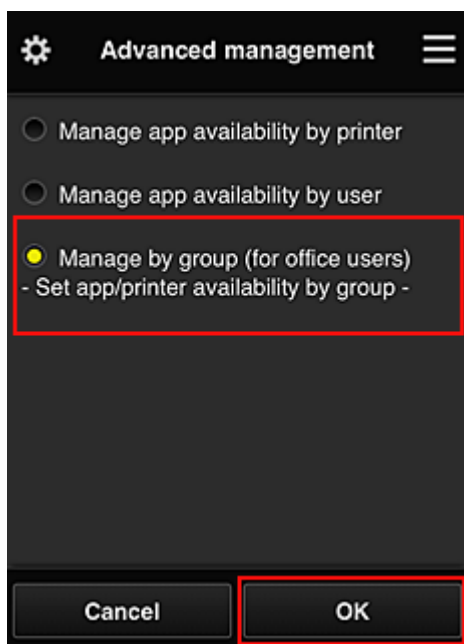 Advanced management
Manage app availability by printer
Manage app availability by user
Manage by group (for office users)
- Set app/printer availability by group -
Cancel
OK